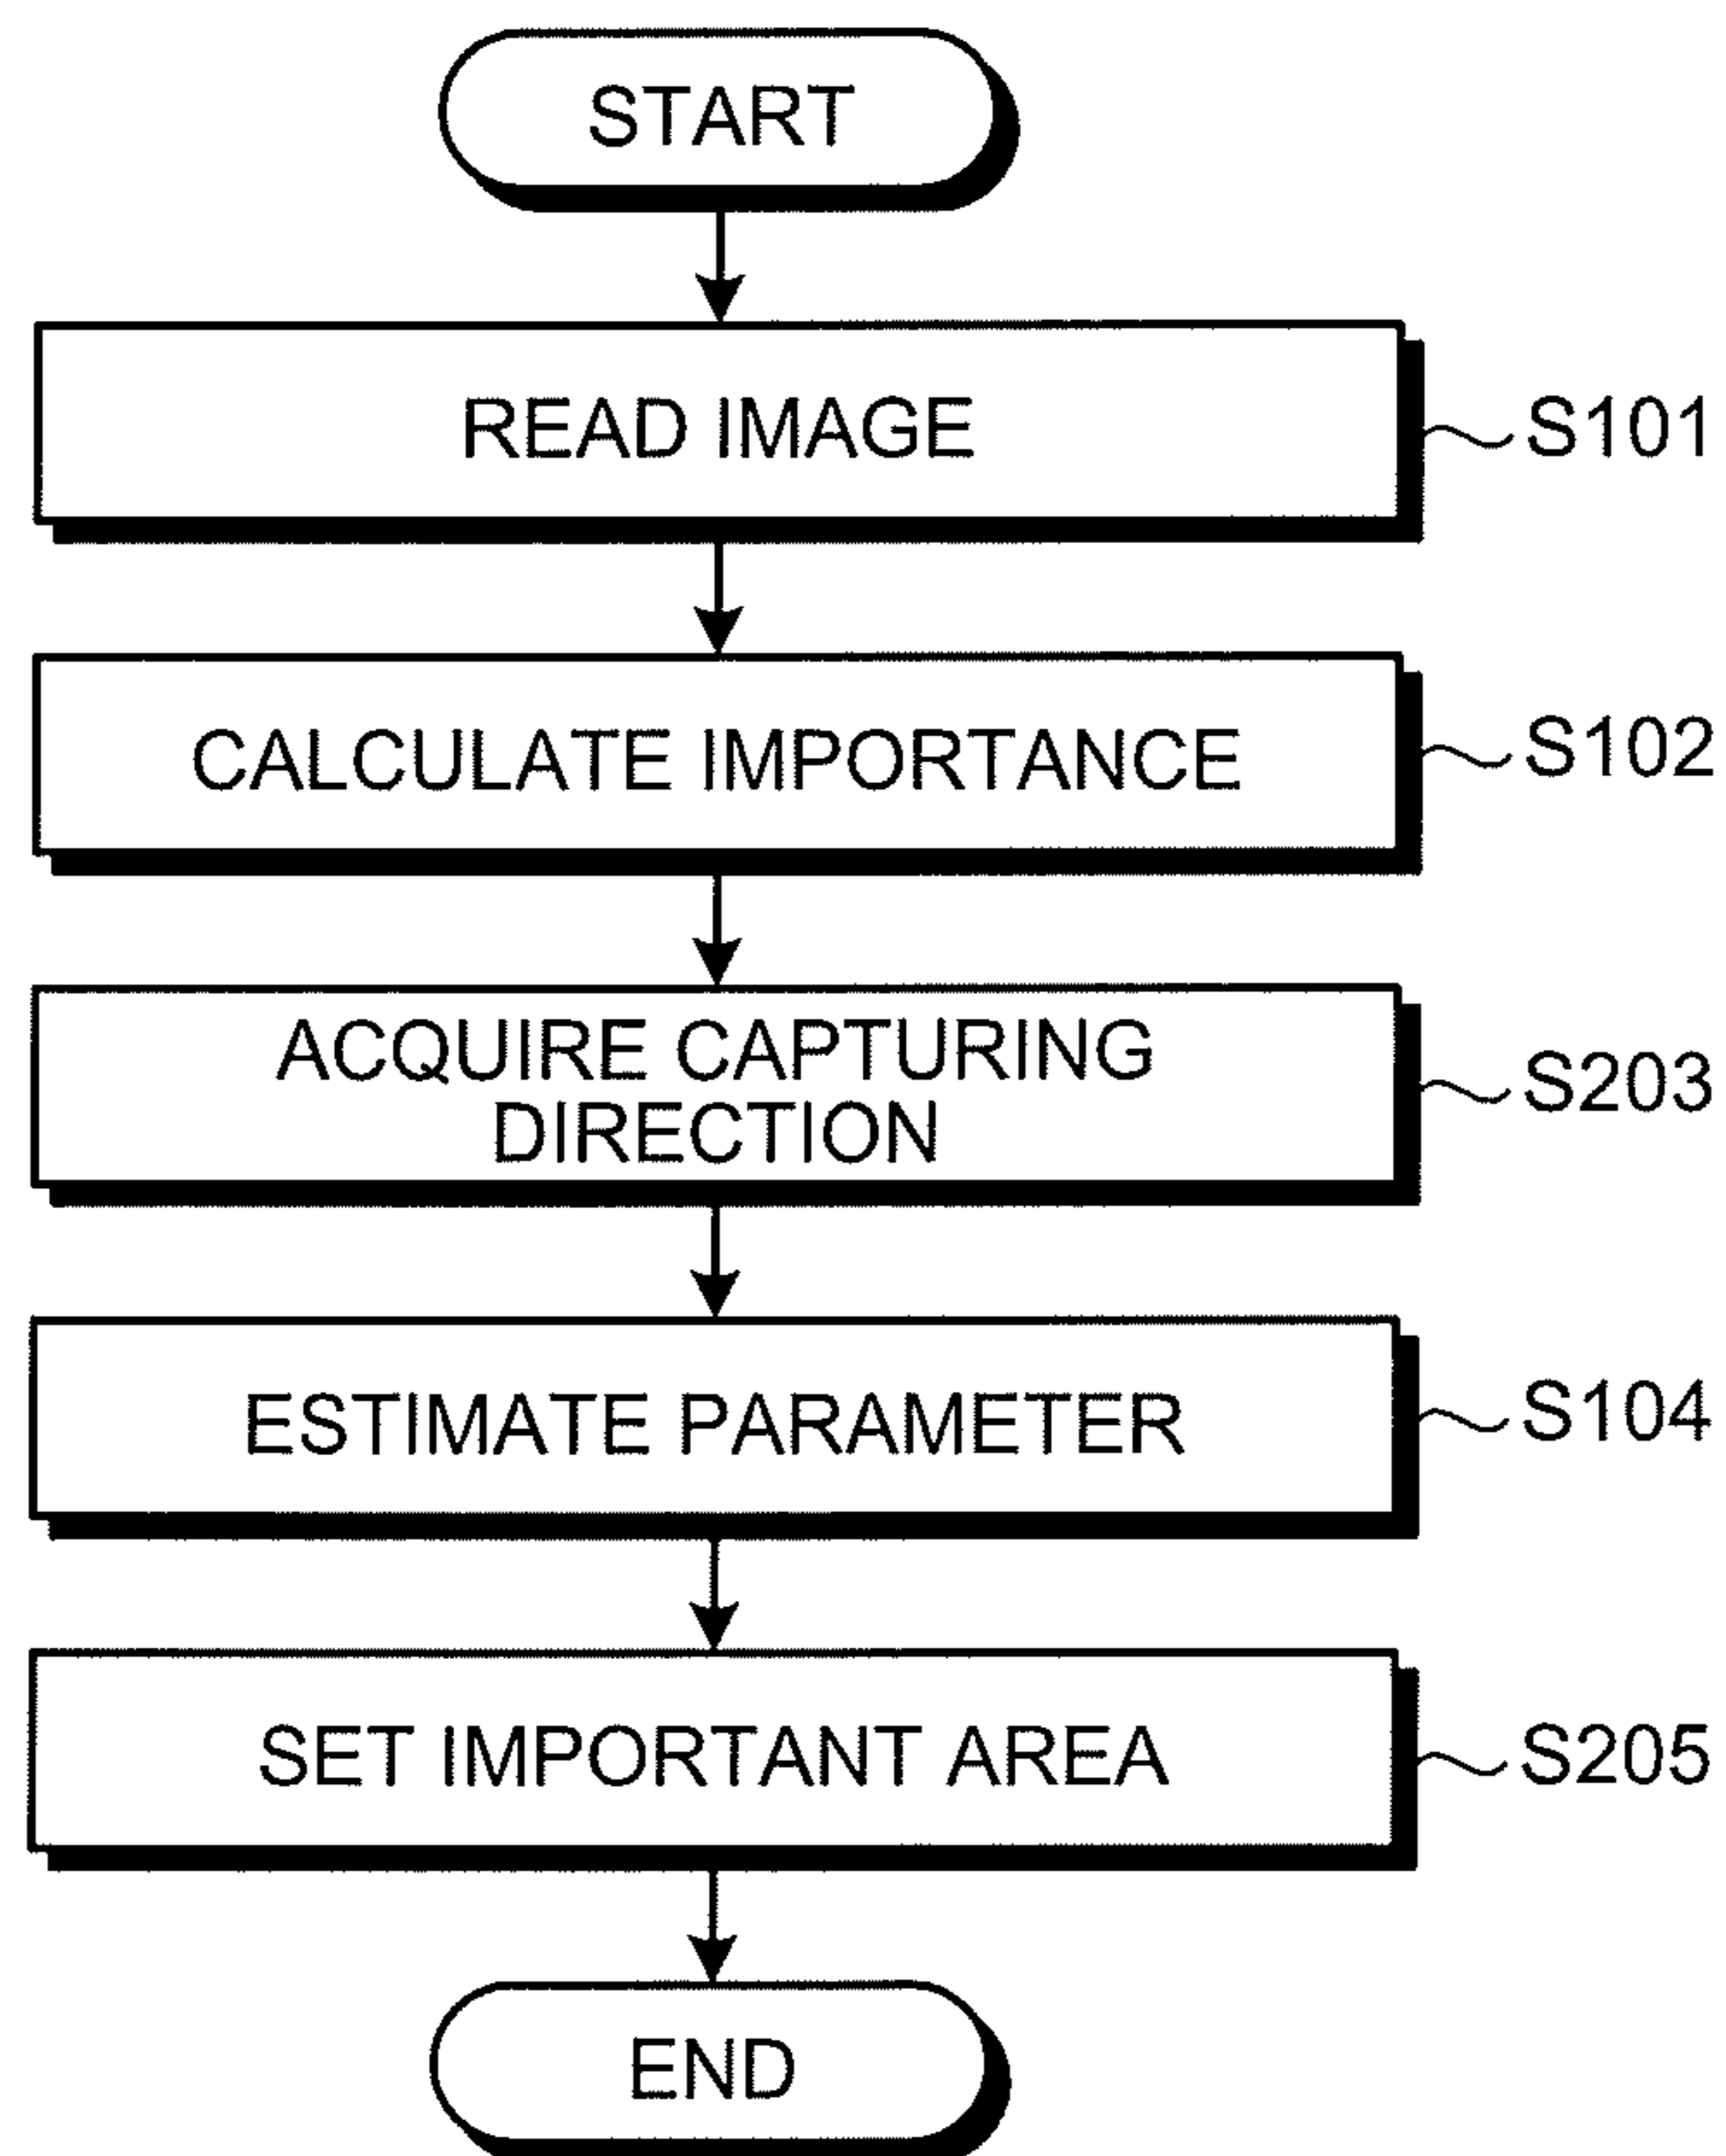 START
READ IMAGE
S101
CALCULATE IMPORTANCE
S102
ACQUIRE CAPTURING
DIRECTION
S203
ESTIMATE PARAMETER
S104
SET IMPORTANT AREA
S205
END